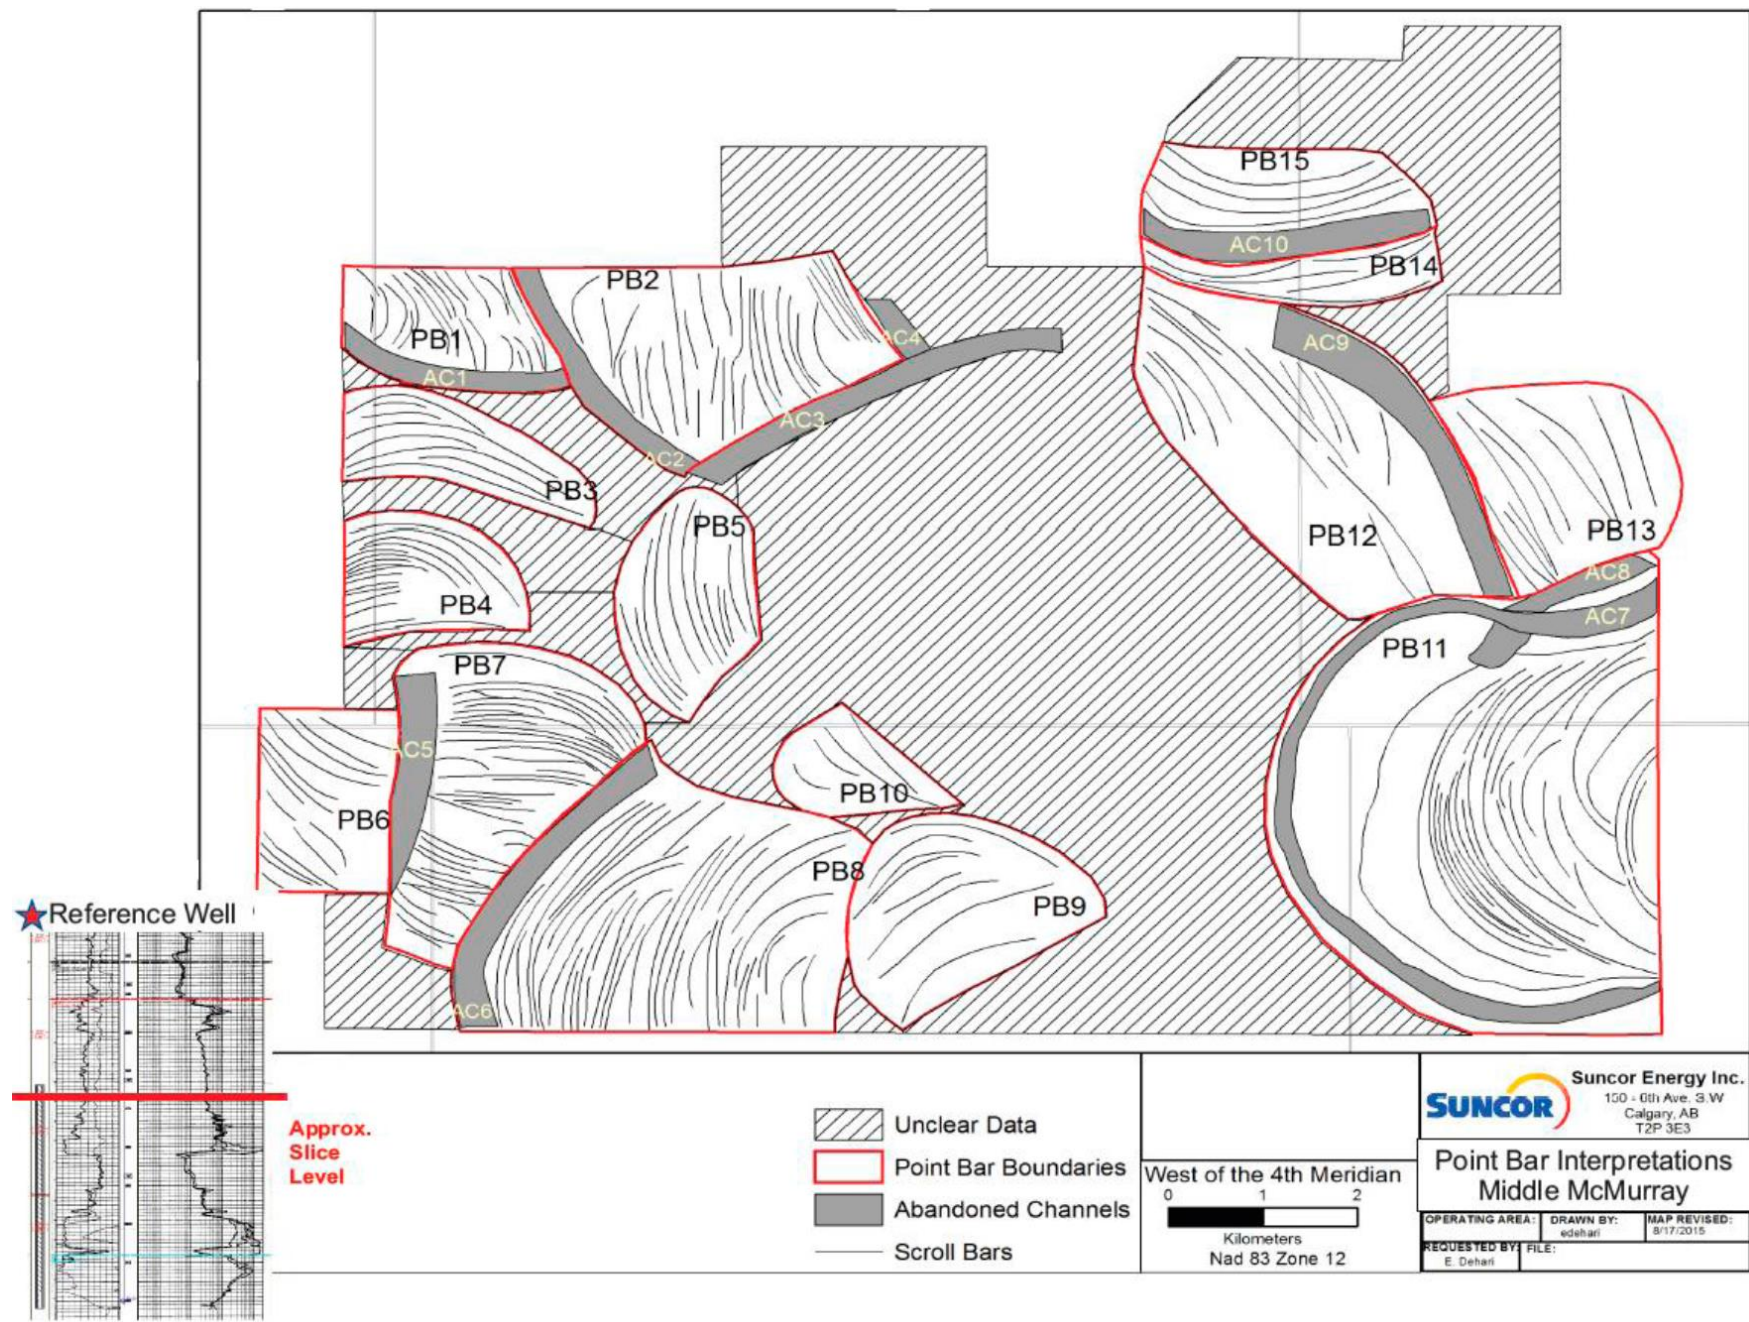 PB15
AC10
PB14
PB2
PB1
AC4
AC9
AC1
AC3
AC2
PB3
PB5
PB12
PB13
AC8
PB4
AC7
PB11
PB7
AC5
PB10
PB6
PB8
PB9
AC6
Reference Well
Approx.
Slice
Level
Unclear Data
Point Bar Boundaries
Abandoned Channels
Scroll Bars
West of the 4th Meridian
0 1 2
Kilometers
Nad 83 Zone 12
SUNCOR
Suncor Energy Inc.
150 - 6th Ave. S.W
Calgary, AB
T2P 3E3
Point Bar Interpretations
Middle McMurray
OPERATING AREA:
DRAWN BY:
edehari
MAP REVISED:
8/17/2015
REQUESTED BY:
E. Dehari
FILE: